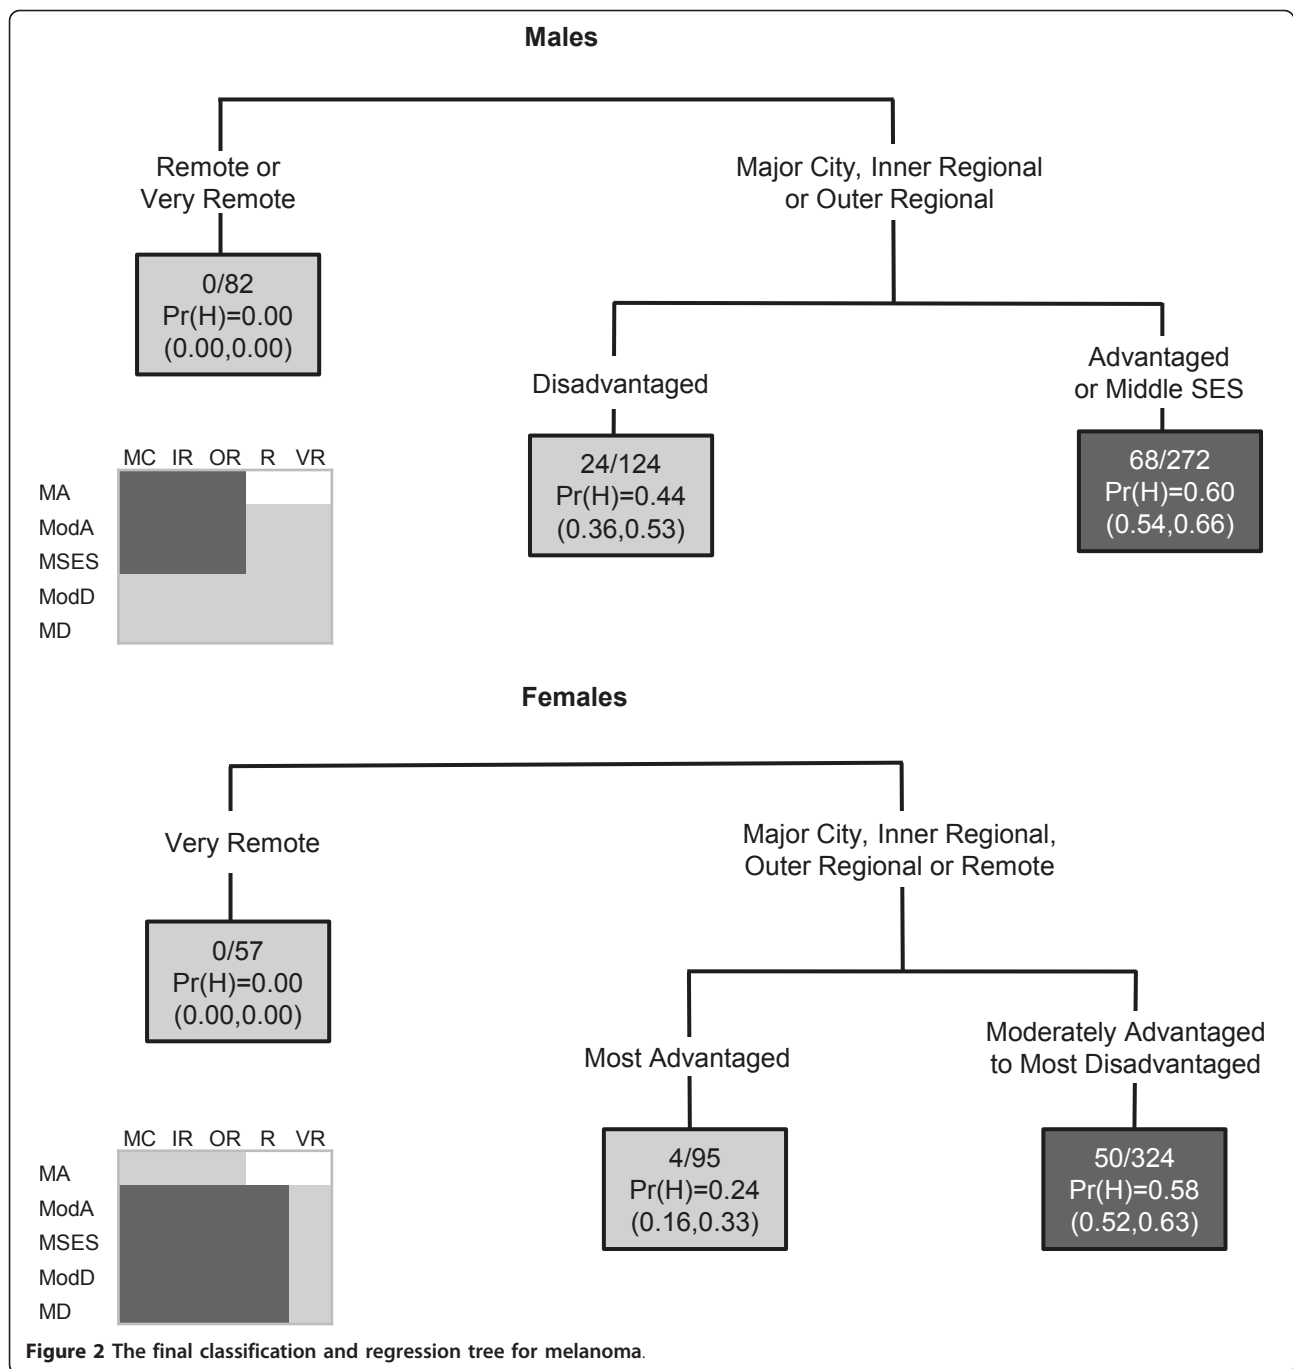 Males
Remote or
Very Remote
Major City, Inner Regional
or Outer Regional
0/82
Pr(H)=0.00
(0.00,0.00)
Disadvantaged
Advantaged
or Middle SES
24/124
Pr(H)=0.44
(0.36,0.53)
68/272
Pr(H)=0.60
(0.54,0.66)
MC IR OR R VR
MA
ModA
MSES
ModD
MD
Females
Very Remote
Major City, Inner Regional,
Outer Regional or Remote
0/57
Pr(H)=0.00
(0.00,0.00)
Most Advantaged
Moderately Advantaged
to Most Disadvantaged
4/95
Pr(H)=0.24
(0.16,0.33)
50/324
Pr(H)=0.58
(0.52,0.63)
MC IR OR R VR
MA
ModA
MSES
ModD
MD
Figure 2 The final classification and regression tree for melanoma.